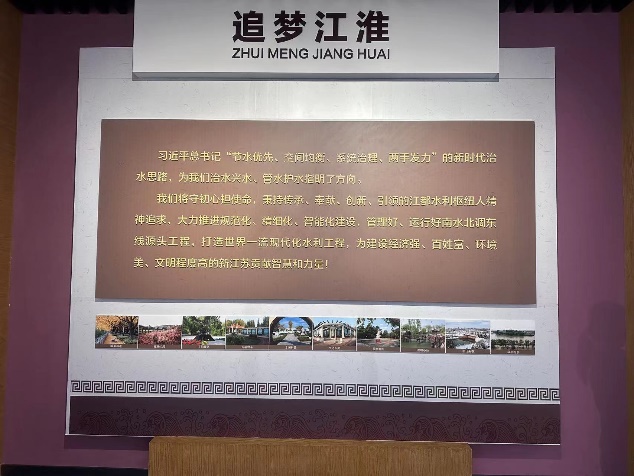 追梦江淮
ZHUI MENG JIANG HUAI
习近平总书记“节水优先、空间均衡、系统治理、两手发力”的新时代治
水思路，为我们治水兴水、管水护水指明了方向。
我们将守初心担使命，秉持传承、奉献、创新、引领的江都水利枢纽人精
神追求，大力推进规范化、精细化、智能化建设，管理好、运行好南水北调东
线源头工程，打造世界一流现代化水利工程，为建设经济强、百姓富、环境
美、文明程度高的新江苏贡献智慧和力量！